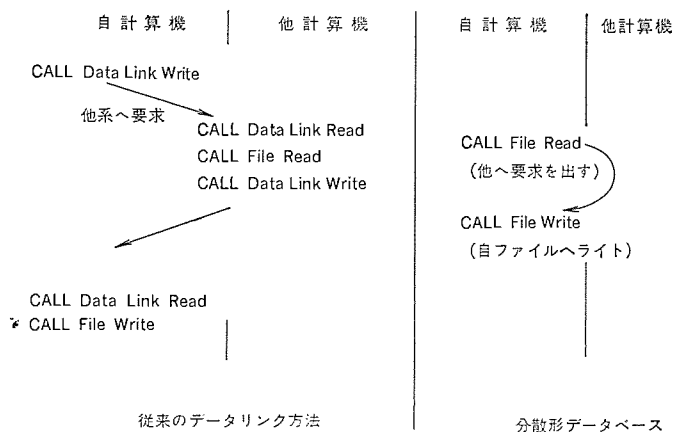 自計算機
他計算機
CALL Data Link Write
他系へ要求
CALL Data Link Read
CALL File Read
CALL Data Link Write
CALL Data Link Read
CALL File Write
従来のデータリンク方法
自計算機
他計算機
CALL File Read
(他へ要求を出す)
CALL File Write
(自ファイルへライト)
分散形データベース